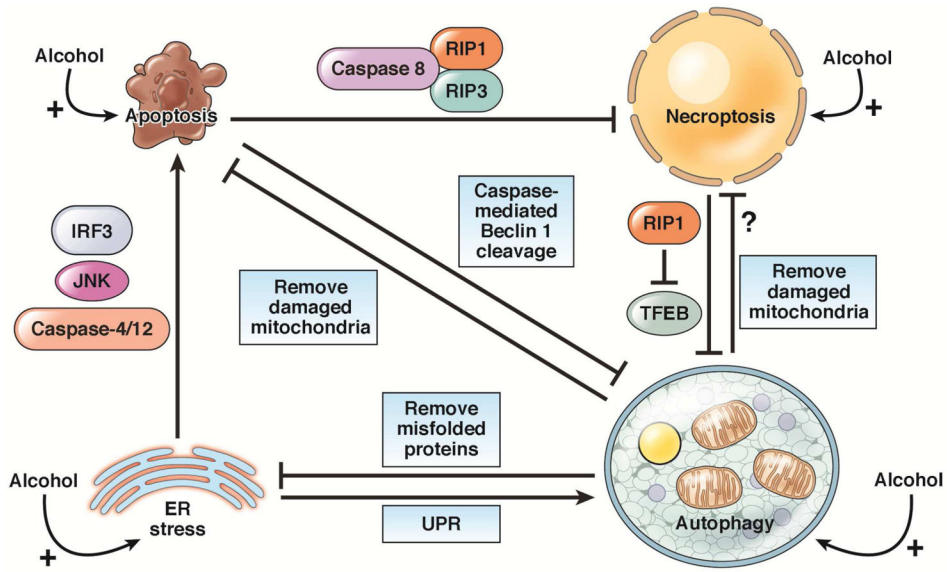 Alcohol
+
Apoptosis
Caspase 8
RIP1
RIP3
Necroptosis
Alcohol
+
IRF3
JNK
Caspase-4/12
Remove
damaged
mitochondria
Caspase-
mediated
Beclin 1
cleavage
RIP1
TFEB
?
Remove
damaged
mitochondria
Remove
misfolded
proteins
UPR
Alcohol
+
ER
stress
Autophagy
Alcohol
+